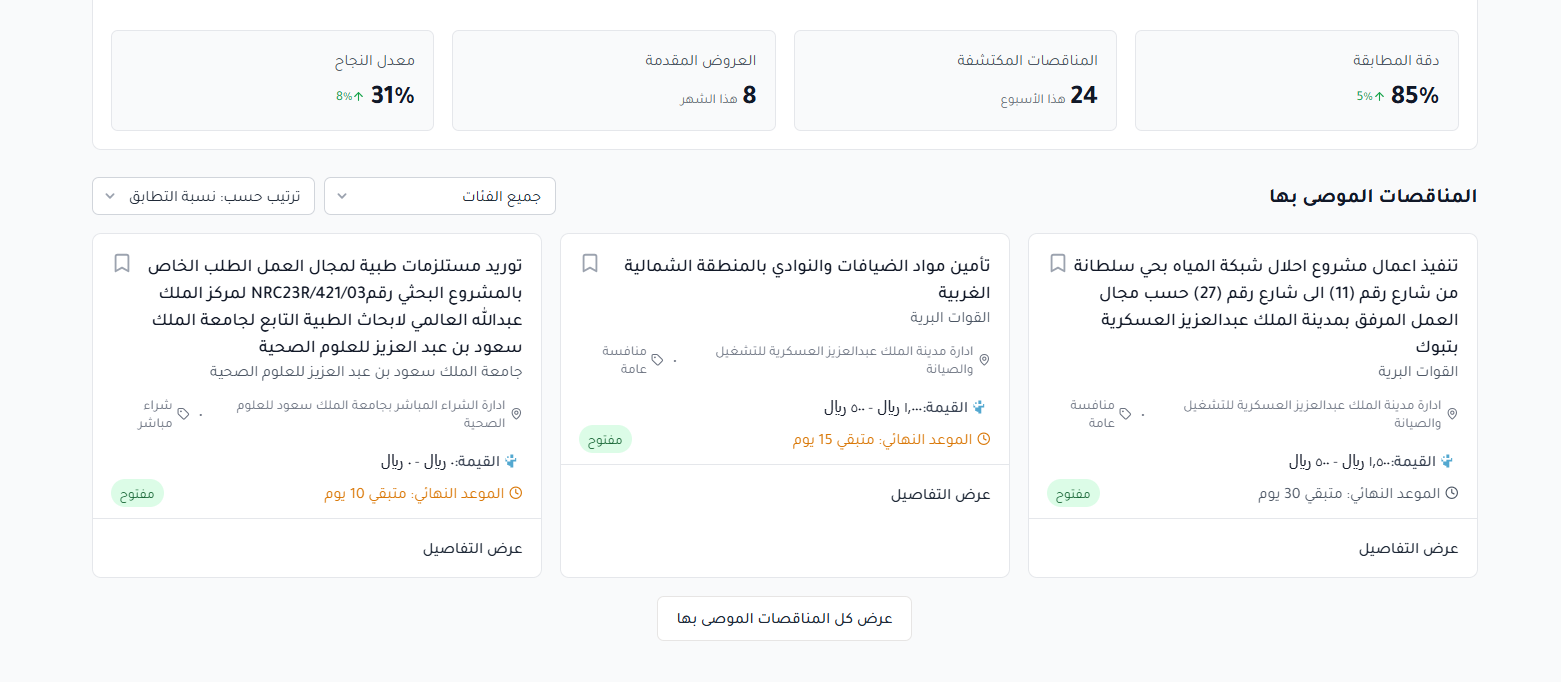 دقة المطابقة
85% ↑ 5%
المناقصات المكتشفة
24 هذا الأسبوع
العروض المقدمة
8 هذا الشهر
معدل النجاح
31% ↑ 8%
المناقصات الموصى بها
جميع الفئات
ترتيب حسب: نسبة التطابق
تنفيذ اعمال مشروع احلال شبكة المياه بحي سلطانة
من شارع رقم (11) الى شارع رقم (27) حسب مجال
العمل المرفق بمدينة الملك عبدالعزيز العسكرية
بتبوك
القوات البرية
ادارة مدينة الملك عبدالعزيز العسكرية للتشغيل
والصيانة
·
منافسة
عامة
القيمة:١,٥٠٠ ريال - ٥٠٠ ريال
الموعد النهائي: متبقي 30 يوم
مفتوح
عرض التفاصيل
تأمين مواد الضيافات والنوادي بالمنطقة الشمالية
الغربية
القوات البرية
ادارة مدينة الملك عبدالعزيز العسكرية للتشغيل
والصيانة
·
منافسة
عامة
القيمة:١,٠٠٠ ريال - ٥٠٠ ريال
الموعد النهائي: متبقي 15 يوم
مفتوح
عرض التفاصيل
توريد مستلزمات طبية لمجال العمل الطلب الخاص
بالمشروع البحثي رقمNRC23R/421/03 لمركز الملك
عبدالله العالمي لابحاث الطبية التابع لجامعة الملك
سعود بن عبد العزيز للعلوم الصحية
جامعة الملك سعود بن عبد العزيز للعلوم الصحية
ادارة الشراء المباشر بجامعة الملك سعود للعلوم
الصحية
·
شراء
مباشر
القيمة:٠ ريال - ٠ ريال
الموعد النهائي: متبقي 10 يوم
مفتوح
عرض التفاصيل
عرض كل المناقصات الموصى بها